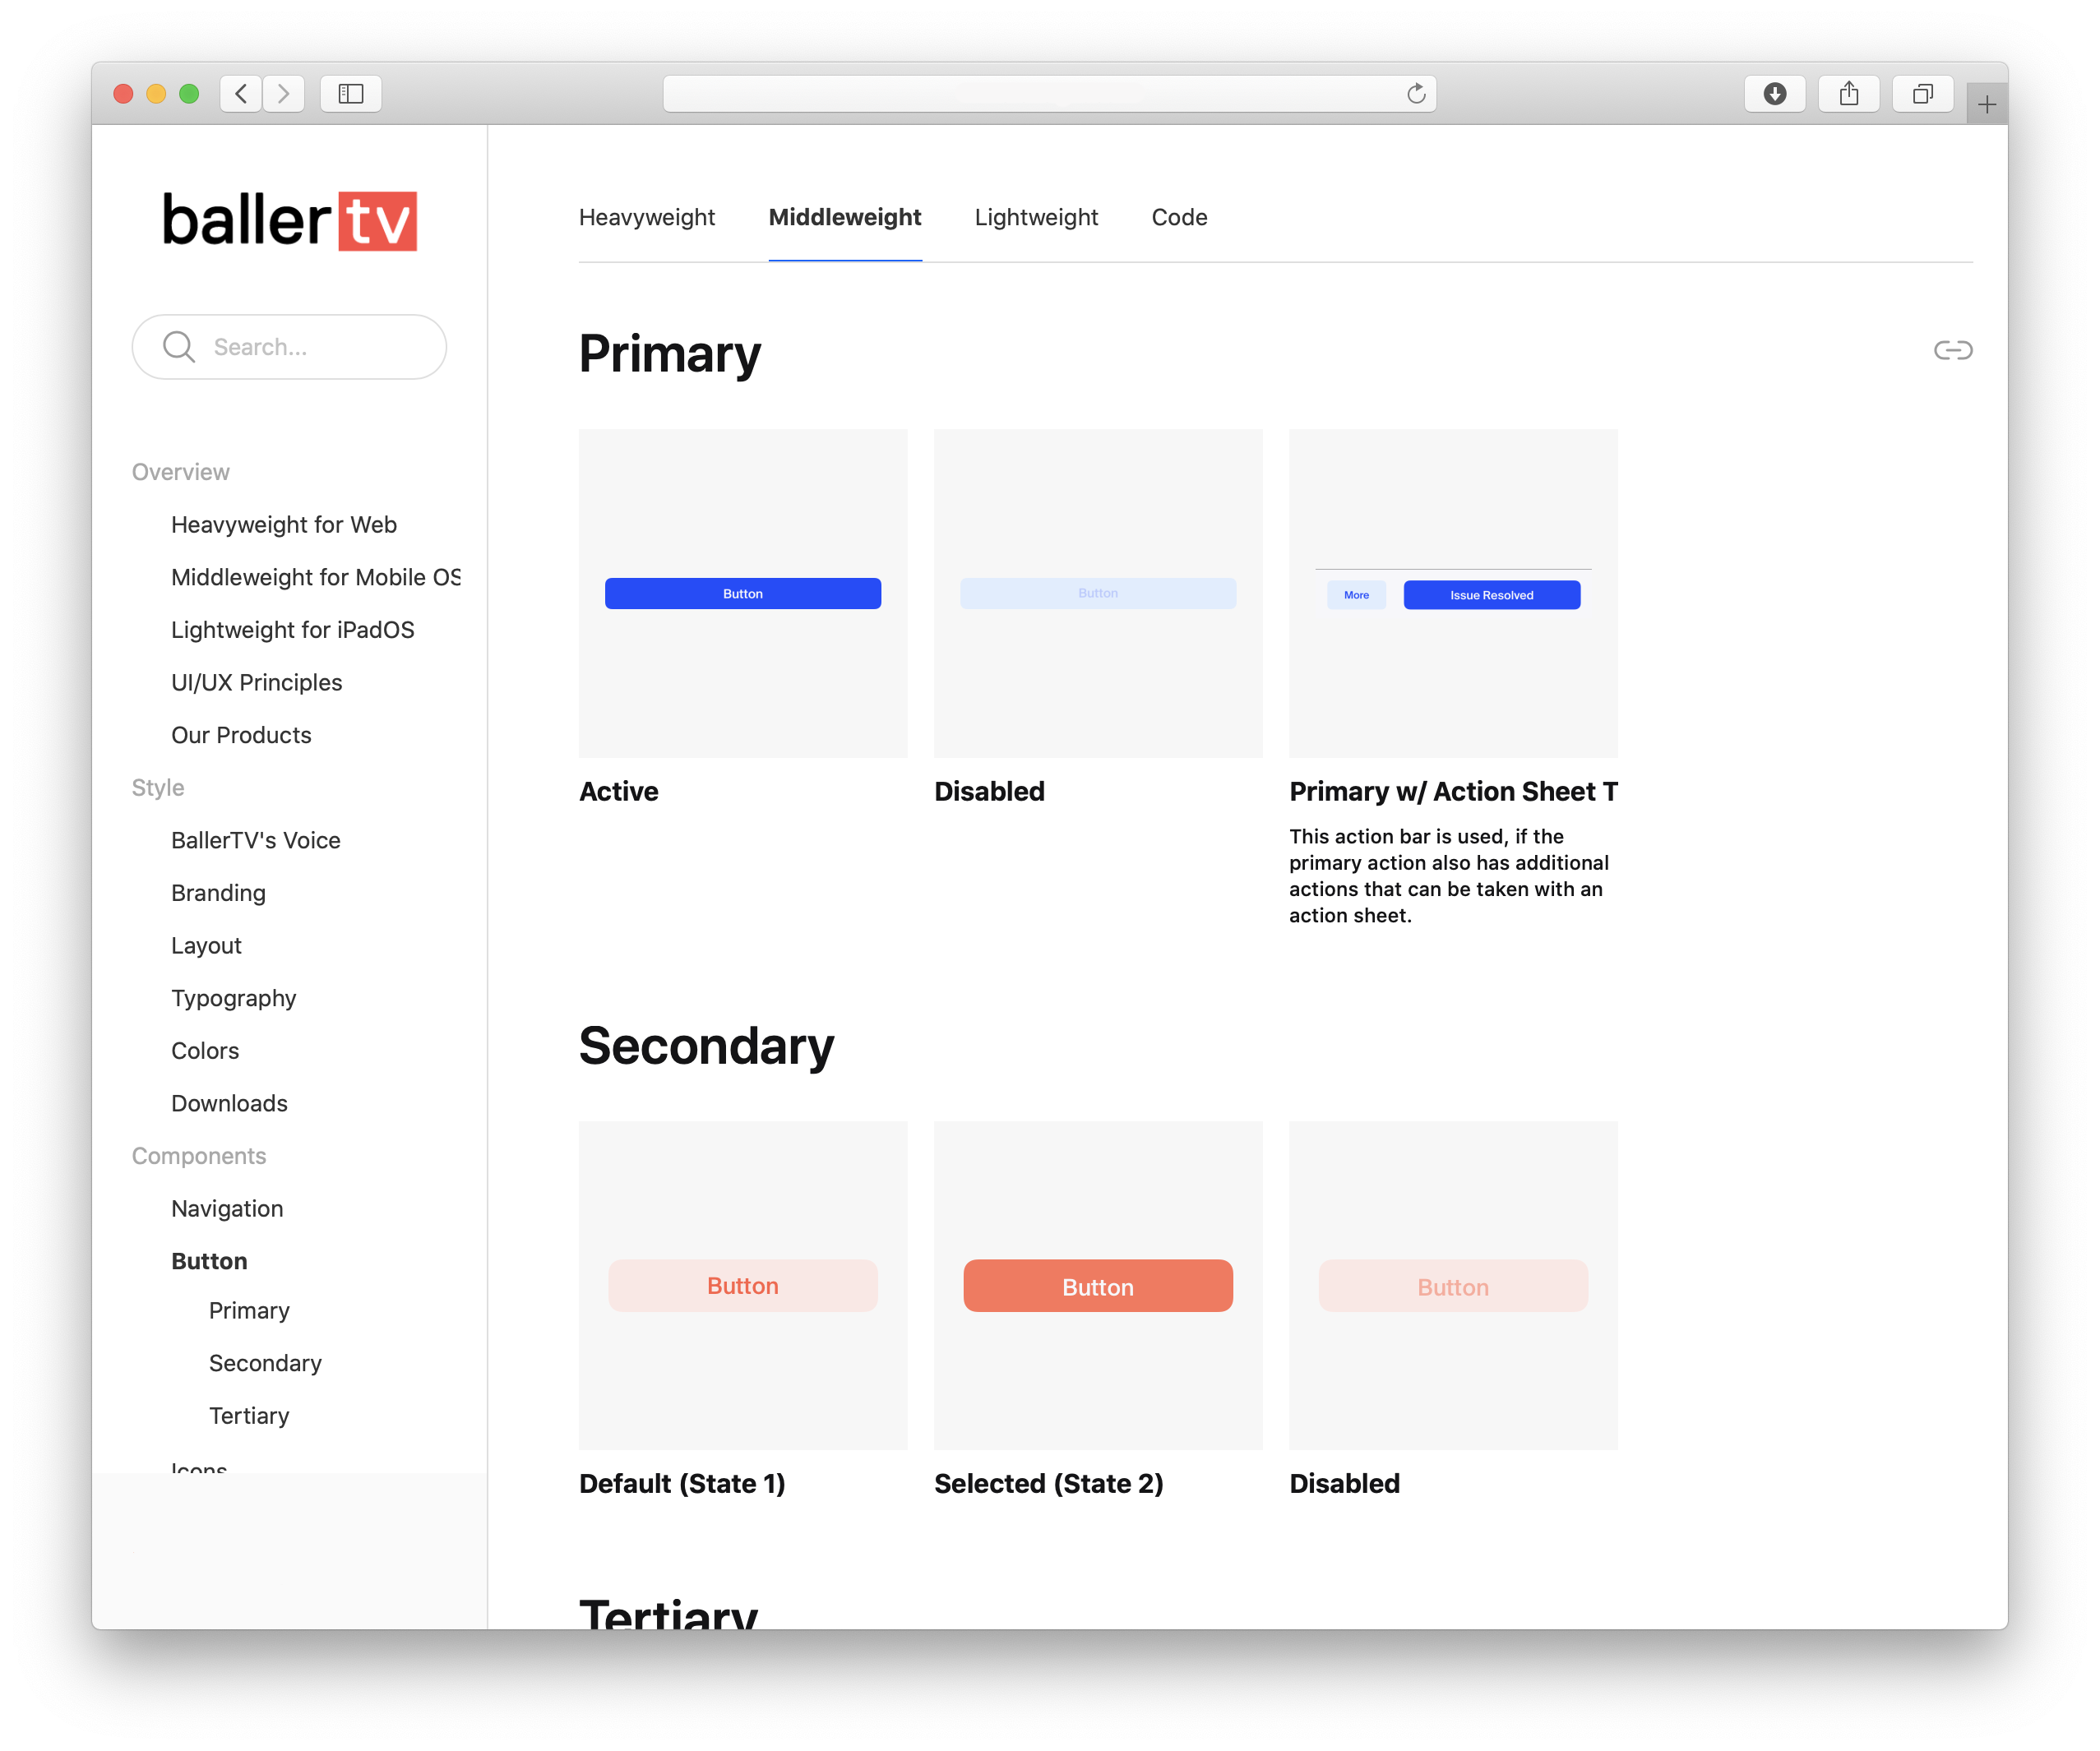 ballertv
Search...
Overview
Heavyweight for Web
Middleweight for Mobile OS
Lightweight for iPadOS
UI/UX Principles
Our Products
Style
BallerTV's Voice
Branding
Layout
Typography
Colors
Downloads
Components
Navigation
Button
Primary
Secondary
Tertiary
Icons
Heavyweight Middleweight Lightweight Code
Primary
Button
Button
More Issue Resolved
Active
Disabled
Primary w/ Action Sheet T
This action bar is used, if the
primary action also has additional
actions that can be taken with an
action sheet.
Secondary
Button
Button
Button
Default (State 1)
Selected (State 2)
Disabled
Tertiary